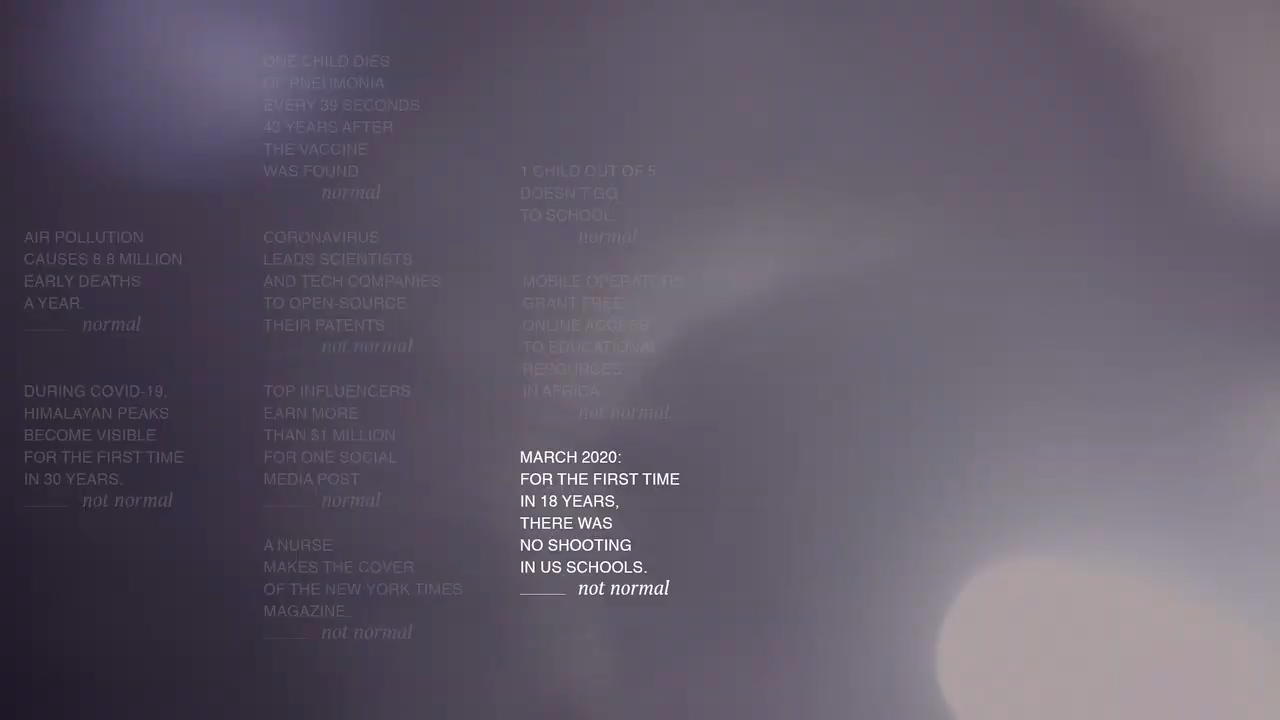 AIR POLLUTION
CAUSES 8.8 MILLION
EARLY DEATHS
A YEAR.
normal
DURING COVID-19,
HIMALAYAN PEAKS
BECOME VISIBLE
FOR THE FIRST TIME
IN 30 YEARS.
not normal
ONE CHILD DIES
OF PNEUMONIA
EVERY 39 SECONDS
43 YEARS AFTER
THE VACCINE
WAS FOUND
normal
CORONAVIRUS
LEADS SCIENTISTS
AND TECH COMPANIES
TO OPEN-SOURCE
THEIR PATENTS
not normal
TOP INFLUENCERS
EARN MORE
THAN $1 MILLION
FOR ONE SOCIAL
MEDIA POST
normal
A NURSE
MAKES THE COVER
OF THE NEW YORK TIMES
MAGAZINE.
not normal
1 CHILD OUT OF 5
DOESN'T GO
TO SCHOOL.
normal
MOBILE OPERATORS
GRANT FREE
ONLINE ACCESS
TO EDUCATIONAL
RESOURCES
IN AFRICA
not normal
MARCH 2020:
FOR THE FIRST TIME
IN 18 YEARS,
THERE WAS
NO SHOOTING
IN US SCHOOLS.
not normal